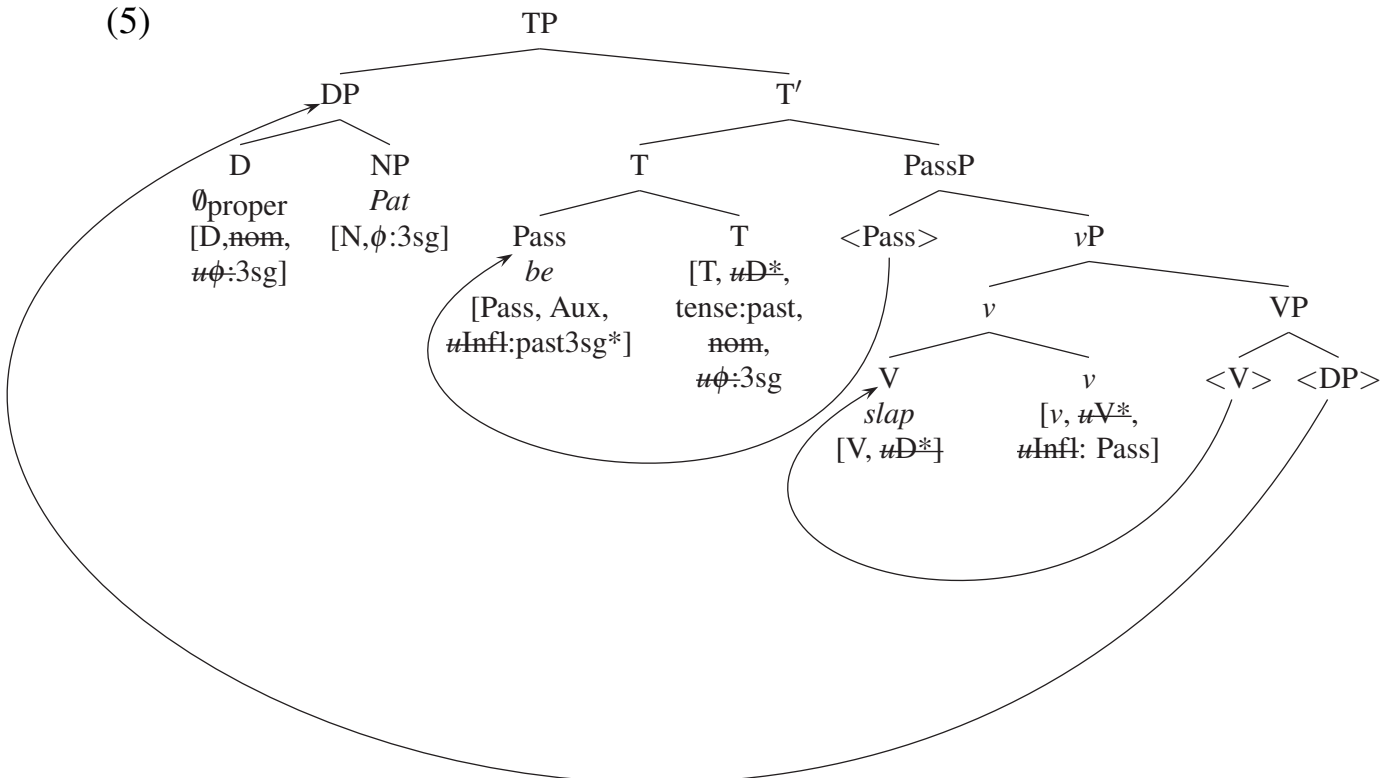 (5)
TP
DP T′
D NP T PassP
∅proper Pat
[D,nom, [N,ϕ:3sg] Pass T <Pass> vP
uϕ:3sg] be [T, uD*,
[Pass, Aux, tense:past, v VP
uInfl:past3sg*] nom,
uϕ:3sg V v <V> <DP>
slap [v, uV*,
[V, uD*] uInfl: Pass]